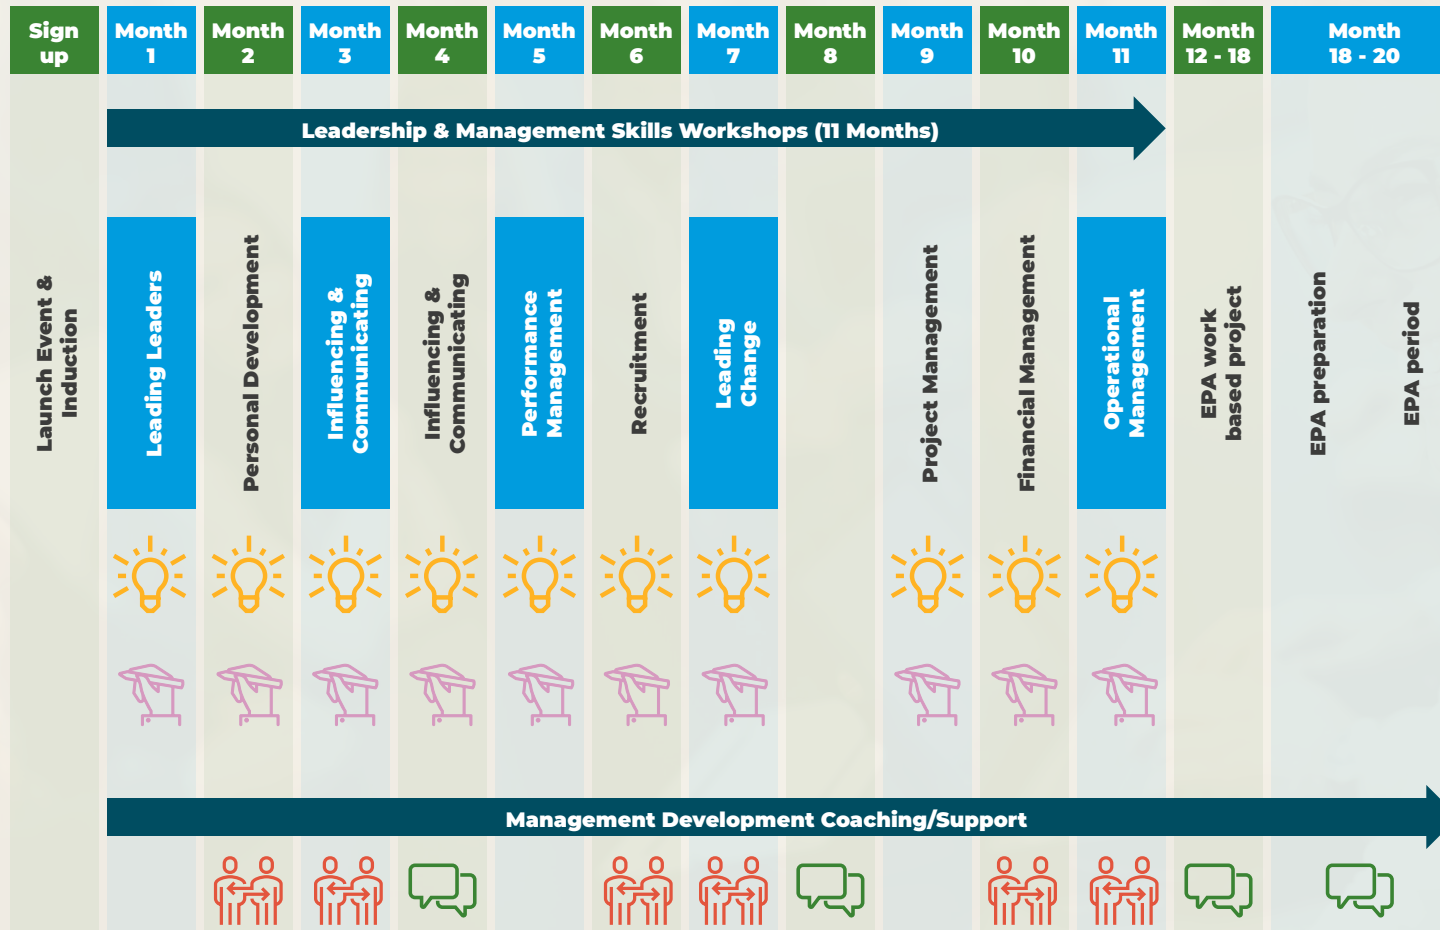 Sign
up
Month
1
Month
2
Month
3
Month
4
Month
5
Month
6
Month
7
Month
8
Month
9
Month
10
Month
11
Month
12 - 18
Month
18 - 20
Leadership & Management Skills Workshops (11 Months)
Launch Event &
Induction
Leading Leaders
Personal Development
Influencing &
Communicating
Influencing &
Communicating
Performance
Management
Recruitment
Leading
Change
Project Management
Financial Management
Operational
Management
EPA work
based project
EPA preparation
EPA period
Management Development Coaching/Support